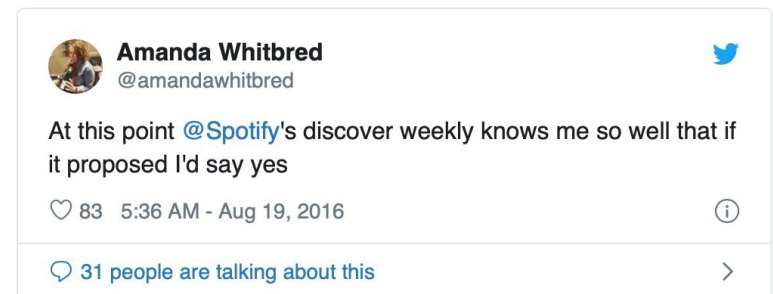 Amanda Whitbred
@amandawhitbred
At this point @Spotify's discover weekly knows me so well that if
it proposed I'd say yes
83 5:36 AM - Aug 19, 2016
31 people are talking about this